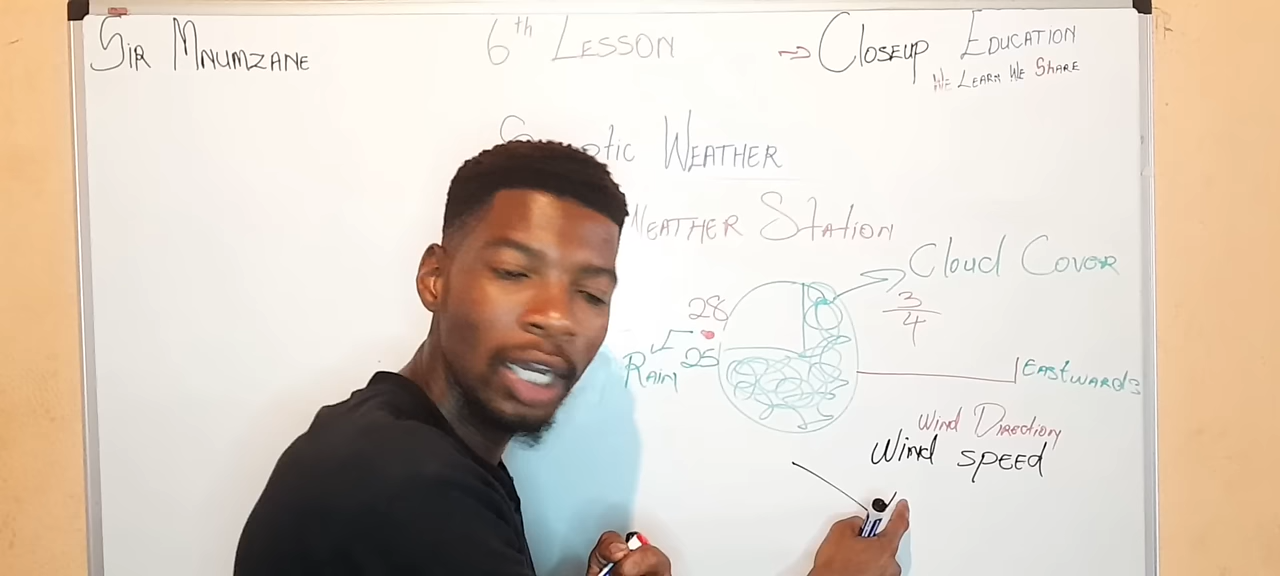 Sir Mnumzane
6th Lesson
⇒ Closeup Education
We Learn We Share
Weather
Weather Station
Cloud Cover
3/4
28
Rain
25
Eastwards
Wind Direction
Wind speed